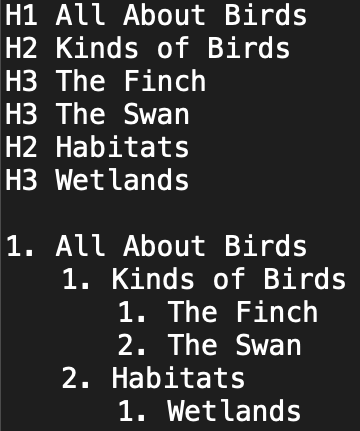 H1 All About Birds
H2 Kinds of Birds
H3 The Finch
H3 The Swan
H2 Habitats
H3 Wetlands

1. All About Birds
    1. Kinds of Birds
        1. The Finch
        2. The Swan
    2. Habitats
        1. Wetlands